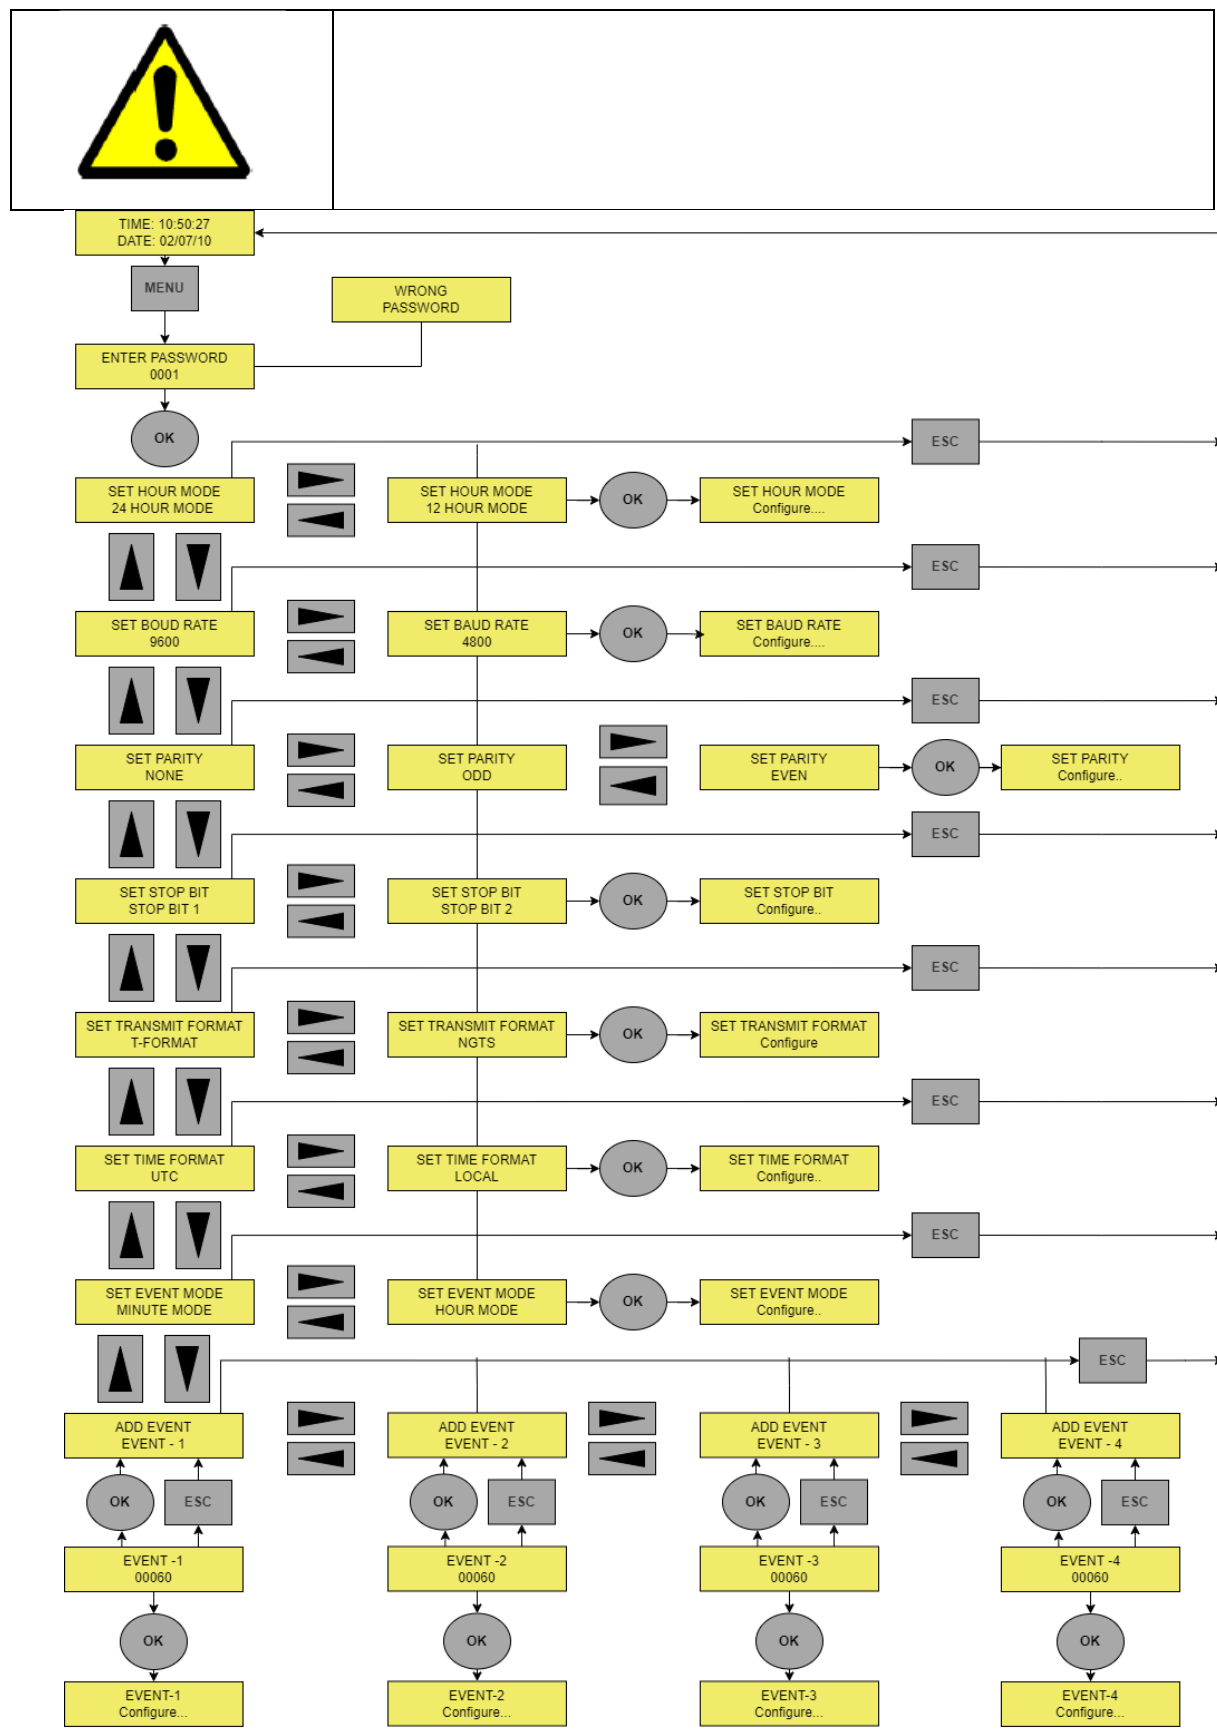 TIME: 10:50:27
DATE: 02/07/10
MENU
WRONG
PASSWORD
ENTER PASSWORD
0001
OK
ESC
SET HOUR MODE
24 HOUR MODE
SET HOUR MODE
12 HOUR MODE
OK
SET HOUR MODE
Configure....
ESC
SET BOUD RATE
9600
SET BAUD RATE
4800
OK
SET BAUD RATE
Configure....
ESC
SET PARITY
NONE
SET PARITY
ODD
SET PARITY
EVEN
OK
SET PARITY
Configure..
ESC
SET STOP BIT
STOP BIT 1
SET STOP BIT
STOP BIT 2
OK
SET STOP BIT
Configure..
ESC
SET TRANSMIT FORMAT
T-FORMAT
SET TRANSMIT FORMAT
NGTS
OK
SET TRANSMIT FORMAT
Configure
ESC
SET TIME FORMAT
UTC
SET TIME FORMAT
LOCAL
OK
SET TIME FORMAT
Configure..
ESC
SET EVENT MODE
MINUTE MODE
SET EVENT MODE
HOUR MODE
OK
SET EVENT MODE
Configure..
ESC
ADD EVENT
EVENT - 1
ADD EVENT
EVENT - 2
ADD EVENT
EVENT - 3
ADD EVENT
EVENT - 4
OK
ESC
OK
ESC
OK
ESC
OK
ESC
EVENT -1
00060
EVENT -2
00060
EVENT -3
00060
EVENT -4
00060
OK
OK
OK
OK
EVENT-1
Configure...
EVENT-2
Configure...
EVENT-3
Configure...
EVENT-4
Configure...